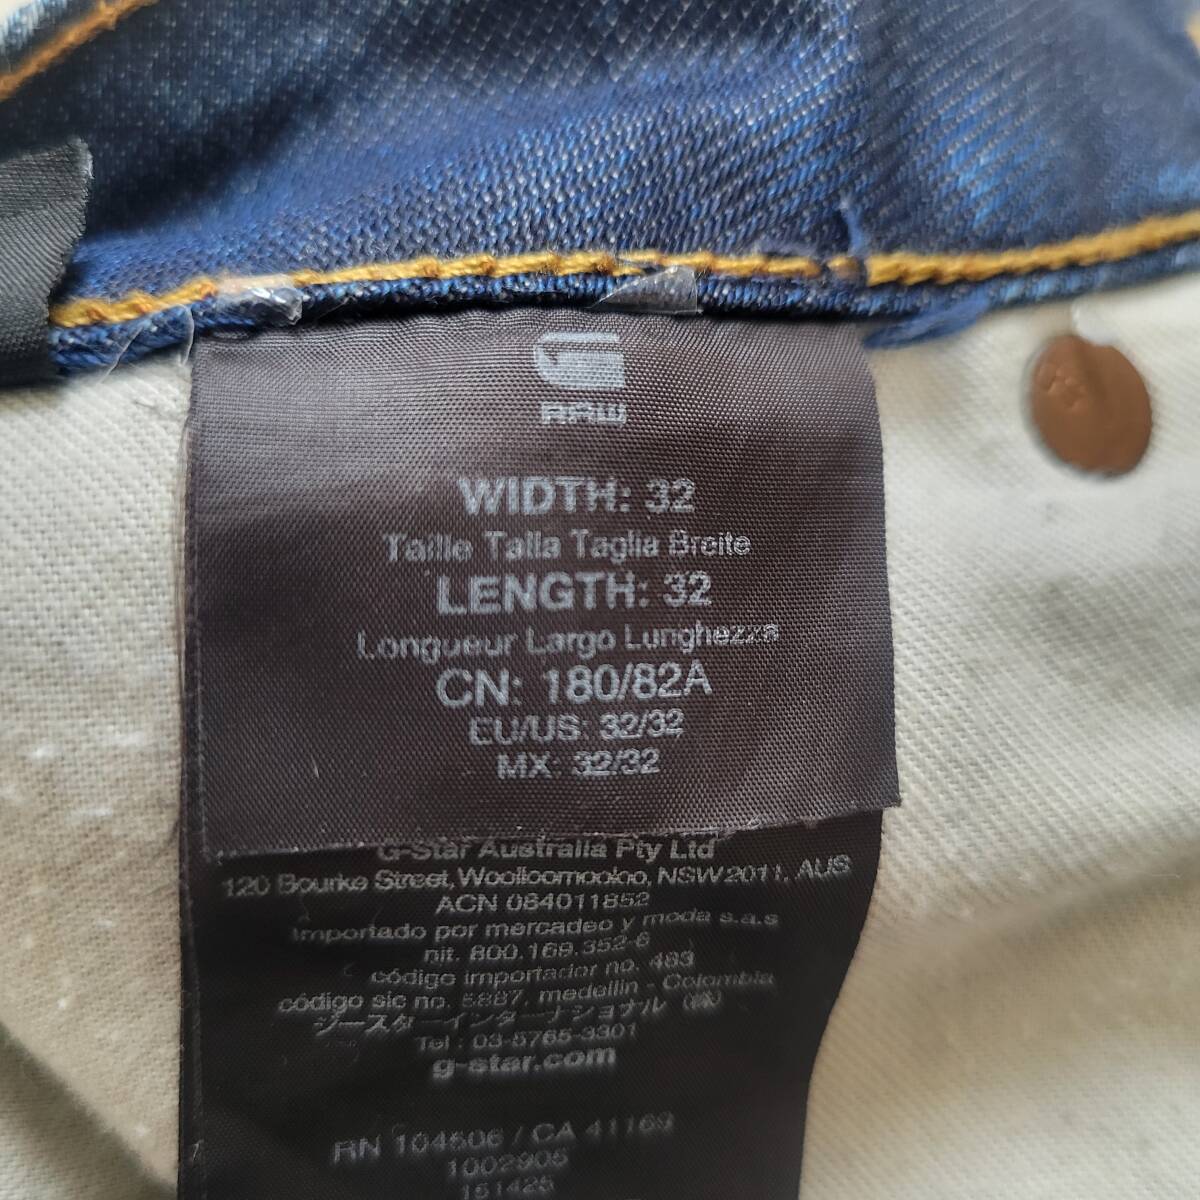 RAW
WIDTH: 32
Taille Talla Taglia Breite
LENGTH: 32
Longueur Largo Lunghezza
CN: 180/82A
EU/US: 32/32
MX: 32/32
G-Star Australia Pty Ltd
120 Bourke Street, Woolloomooloo, NSW2011, AUS
ACN 084011852
Importado por mercadeo y moda s.a.s
nit. 800.169.352-6
código importador no. 483
código sic no. 5887, medellin - Colombia
ジースターインターナショナル (株)
Tel : 03-5765-3301
g-star.com
RN 104506 / CA 41169
1002905
151425